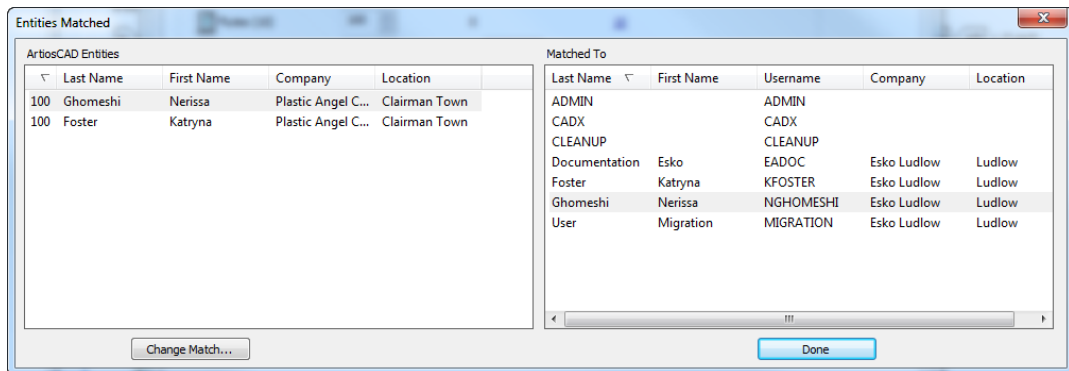 Entities Matched
ArtiosCAD Entities
Last Name First Name Company Location
100 Ghomeshi Nerissa Plastic Angel C... Clairman Town
100 Foster Katryna Plastic Angel C... Clairman Town
Change Match...
Matched To
Last Name First Name Username Company Location
ADMIN ADMIN
CADX CADX
CLEANUP CLEANUP
Documentation Esko EADOC Esko Ludlow Ludlow
Foster Katryna KFOSTER Esko Ludlow Ludlow
Ghomeshi Nerissa NGHOMESHI Esko Ludlow Ludlow
User Migration MIGRATION Esko Ludlow Ludlow
Done